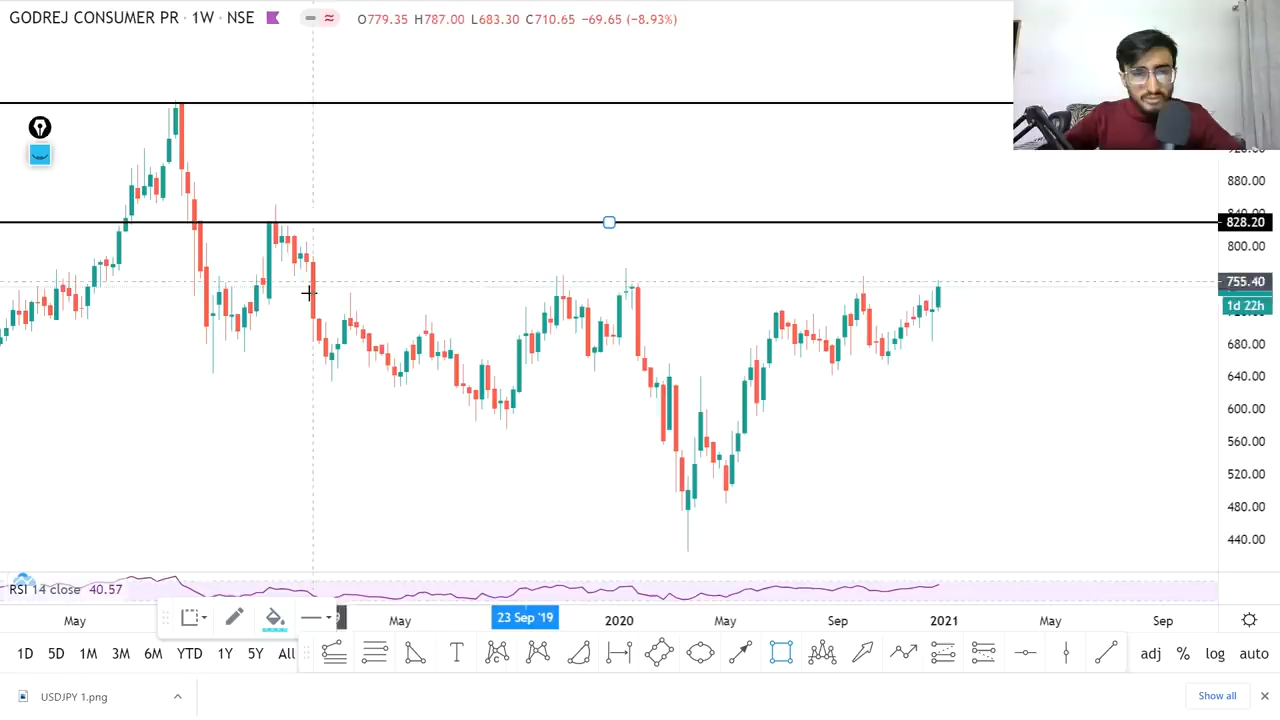 GODREJ CONSUMER PR · 1W · NSE O779.35 H787.00 L683.30 C710.65 −69.65 (−8.93%)
880.00
828.20
800.00
755.40
1d 22h
680.00
640.00
600.00
560.00
520.00
480.00
440.00
RSI 14 close 40.57
May May 23 Sep '19 2020 May Sep 2021 May Sep
1D 5D 1M 3M 6M YTD 1Y 5Y All T adj % log auto
USDJPY 1.png Show all